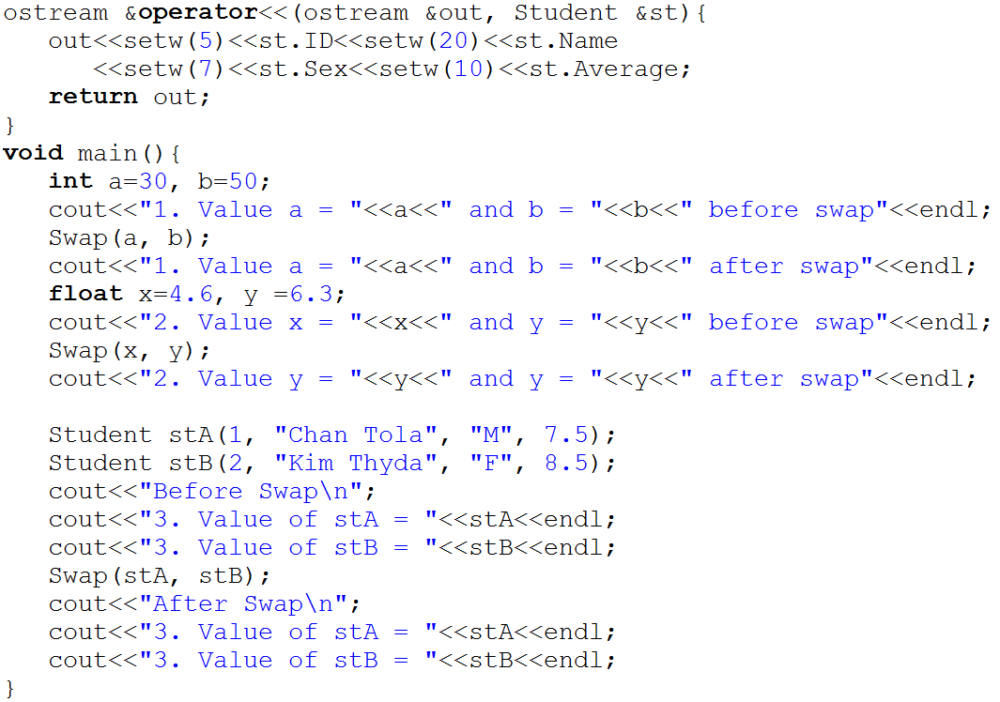 ostream &operator<<(ostream &out, Student &st){
   out<<setw(5)<<st.ID<<setw(20)<<st.Name
      <<setw(7)<<st.Sex<<setw(10)<<st.Average;
   return out;
}
void main(){
   int a=30, b=50;
   cout<<"1. Value a = "<<a<<" and b = "<<b<<" before swap"<<endl;
   Swap(a, b);
   cout<<"1. Value a = "<<a<<" and b = "<<b<<" after swap"<<endl;
   float x=4.6, y =6.3;
   cout<<"2. Value x = "<<x<<" and y = "<<y<<" before swap"<<endl;
   Swap(x, y);
   cout<<"2. Value y = "<<y<<" and y = "<<y<<" after swap"<<endl;

   Student stA(1, "Chan Tola", "M", 7.5);
   Student stB(2, "Kim Thyda", "F", 8.5);
   cout<<"Before Swap\n";
   cout<<"3. Value of stA = "<<stA<<endl;
   cout<<"3. Value of stB = "<<stB<<endl;
   Swap(stA, stB);
   cout<<"After Swap\n";
   cout<<"3. Value of stA = "<<stA<<endl;
   cout<<"3. Value of stB = "<<stB<<endl;
}